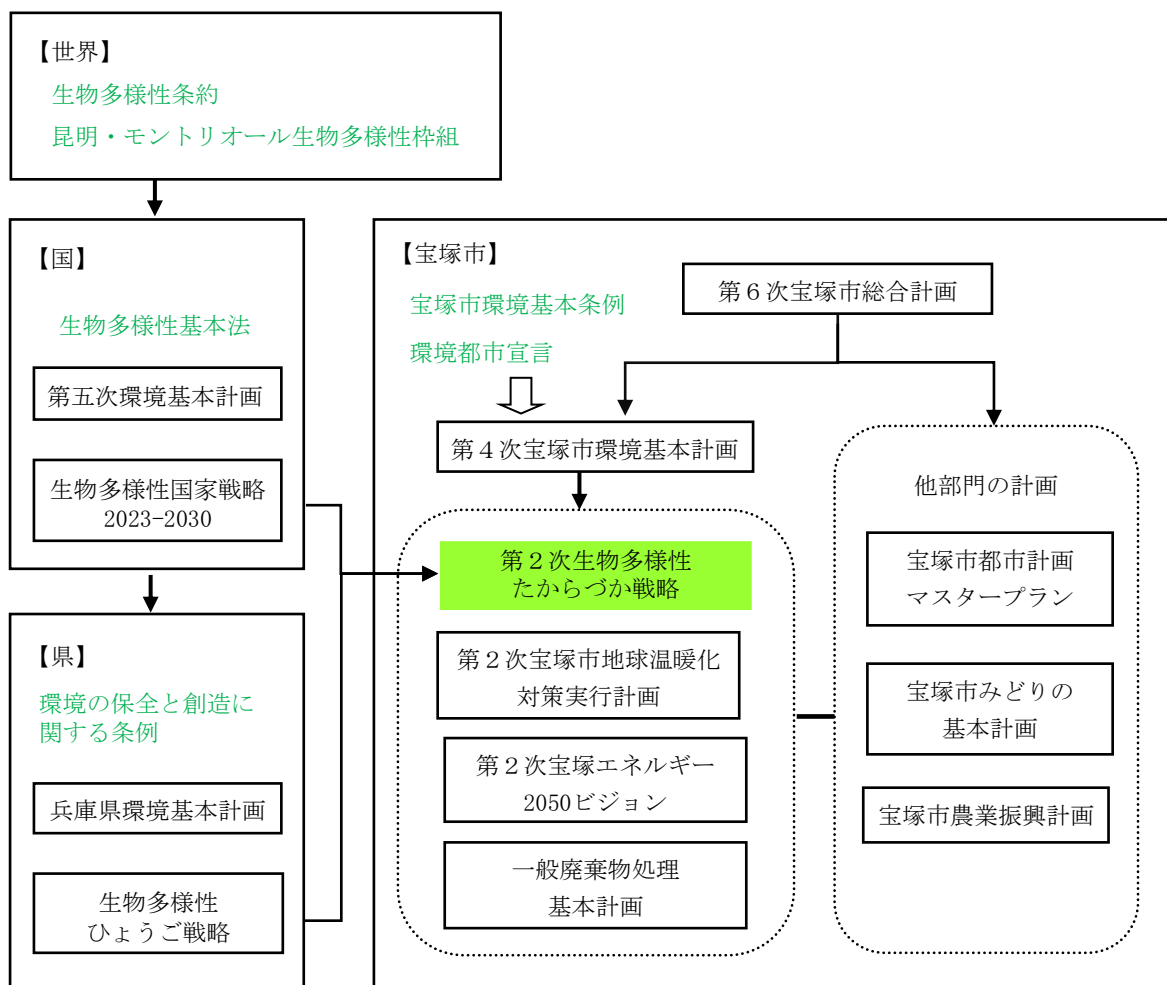 【世界】
生物多様性条約
昆明・モントリオール生物多様性枠組
【国】
生物多様性基本法
第五次環境基本計画
生物多様性国家戦略
2023-2030
【県】
環境の保全と創造に
関する条例
兵庫県環境基本計画
生物多様性
ひょうご戦略
【宝塚市】
宝塚市環境基本条例
環境都市宣言
第６次宝塚市総合計画
第４次宝塚市環境基本計画
第２次生物多様性
たからづか戦略
第２次宝塚市地球温暖化
対策実行計画
第２次宝塚エネルギー
2050ビジョン
一般廃棄物処理
基本計画
他部門の計画
宝塚市都市計画
マスタープラン
宝塚市みどりの
基本計画
宝塚市農業振興計画